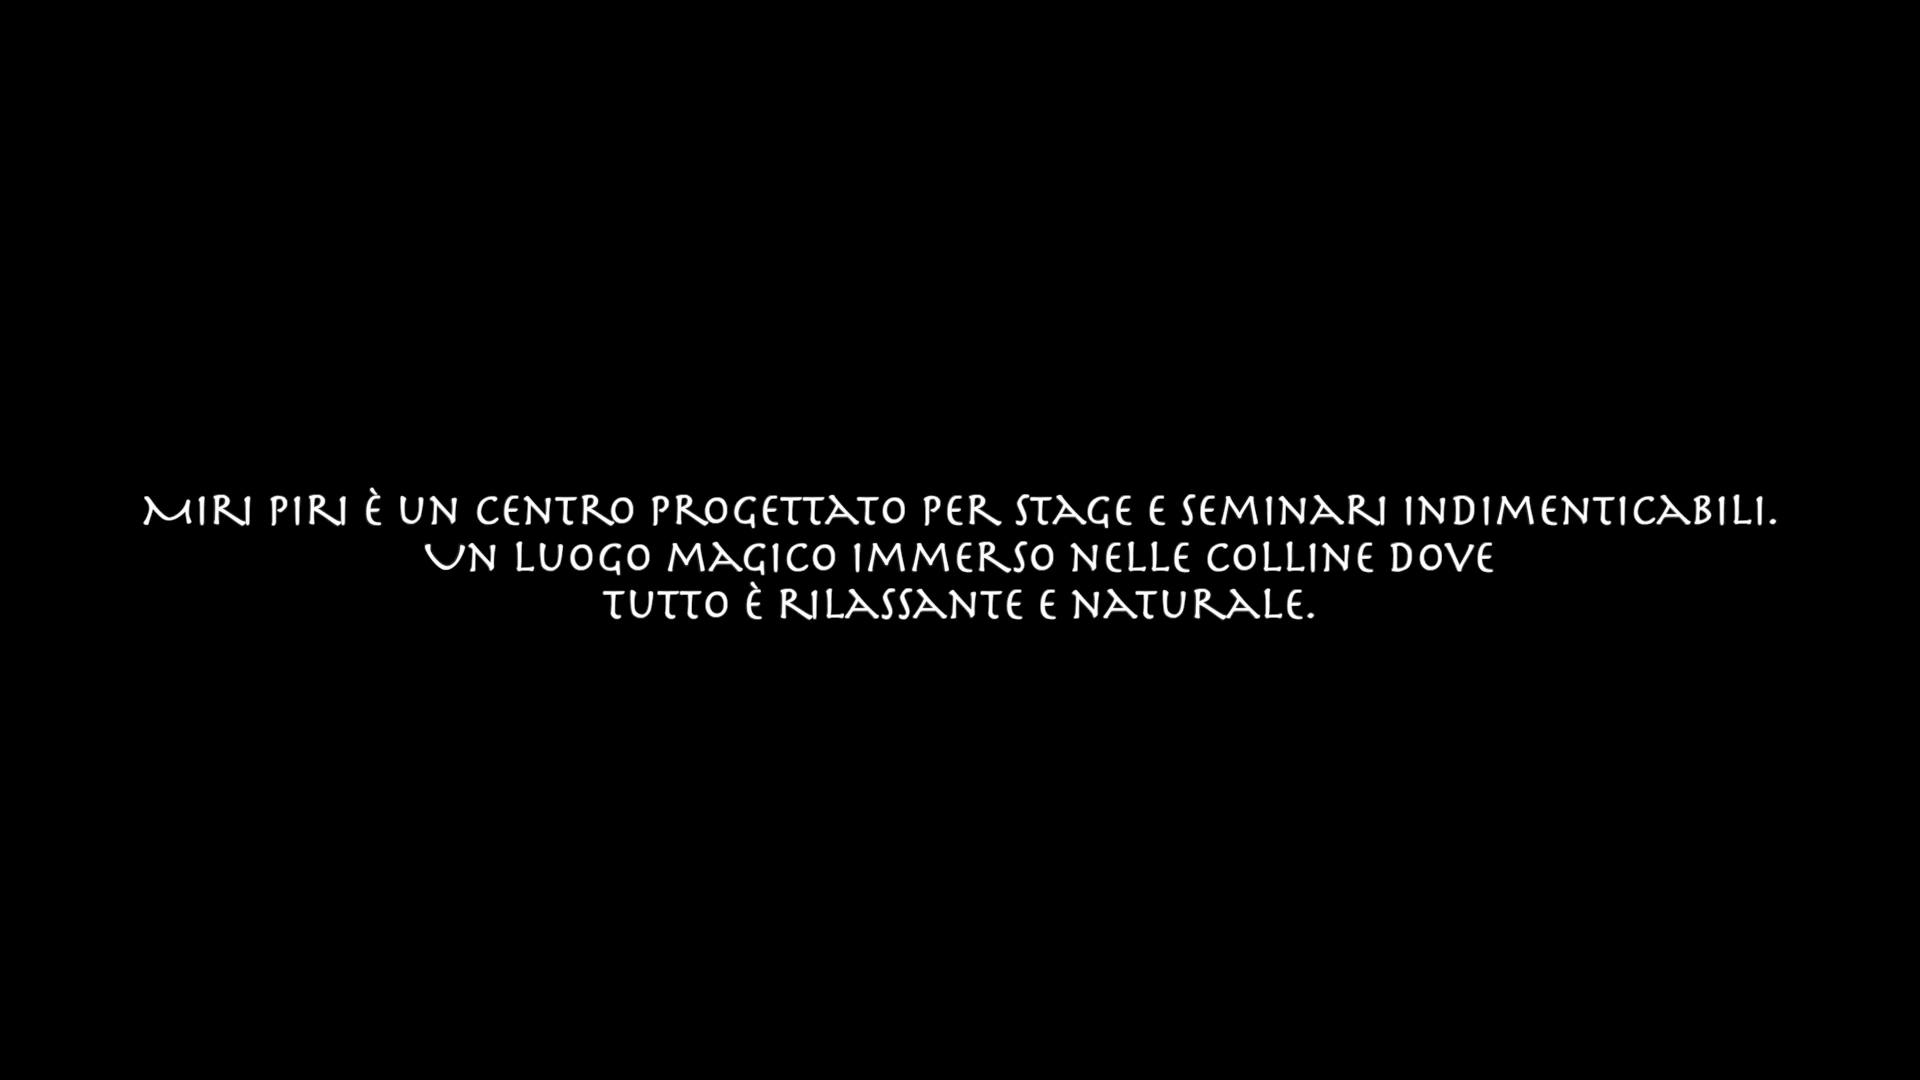 Miri Piri è un centro progettato per stage e seminari indimenticabili.
Un luogo magico immerso nelle colline dove
tutto è rilassante e naturale.